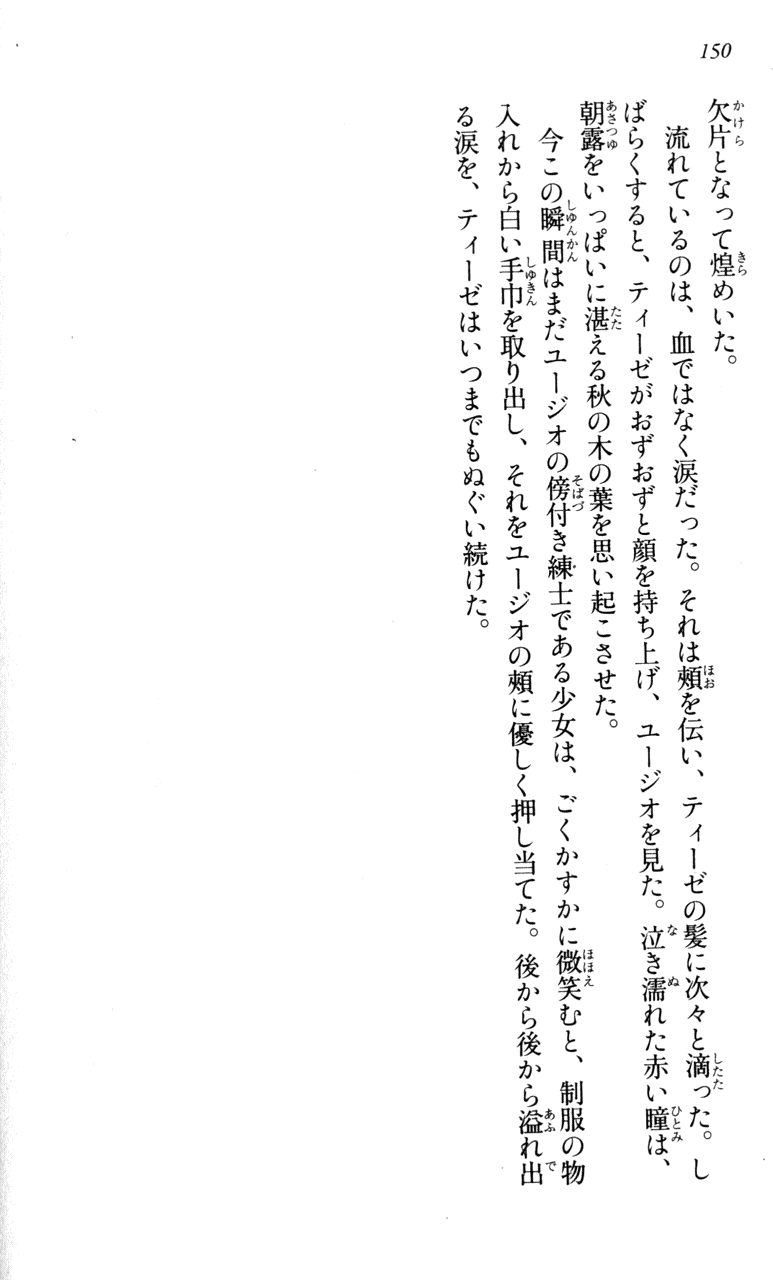 150
欠片となって煌めいた。
　流れているのは、血ではなく涙だった。それは頰を伝い、ティーゼの髪に次々と滴った。し
ばらくすると、ティーゼがおずおずと顔を持ち上げ、ユージオを見た。泣き濡れた赤い瞳は、
朝露をいっぱいに湛える秋の木の葉を思い起こさせた。
　今この瞬間はまだユージオの傍付き練士である少女は、ごくかすかに微笑むと、制服の物
入れから白い手巾を取り出し、それをユージオの頰に優しく押し当てた。後から後から溢れ出
る涙を、ティーゼはいつまでもぬぐい続けた。